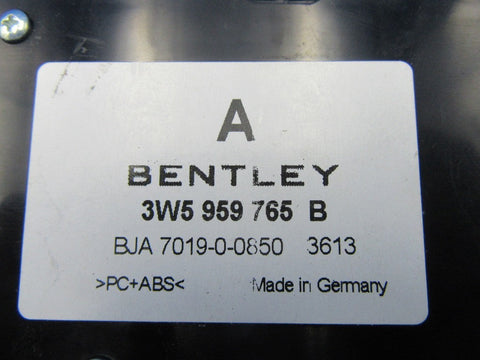 A
BENTLEY
3W5 959 765 B
BJA 7019-0-0850 3613
>PC+ABS< Made in Germany